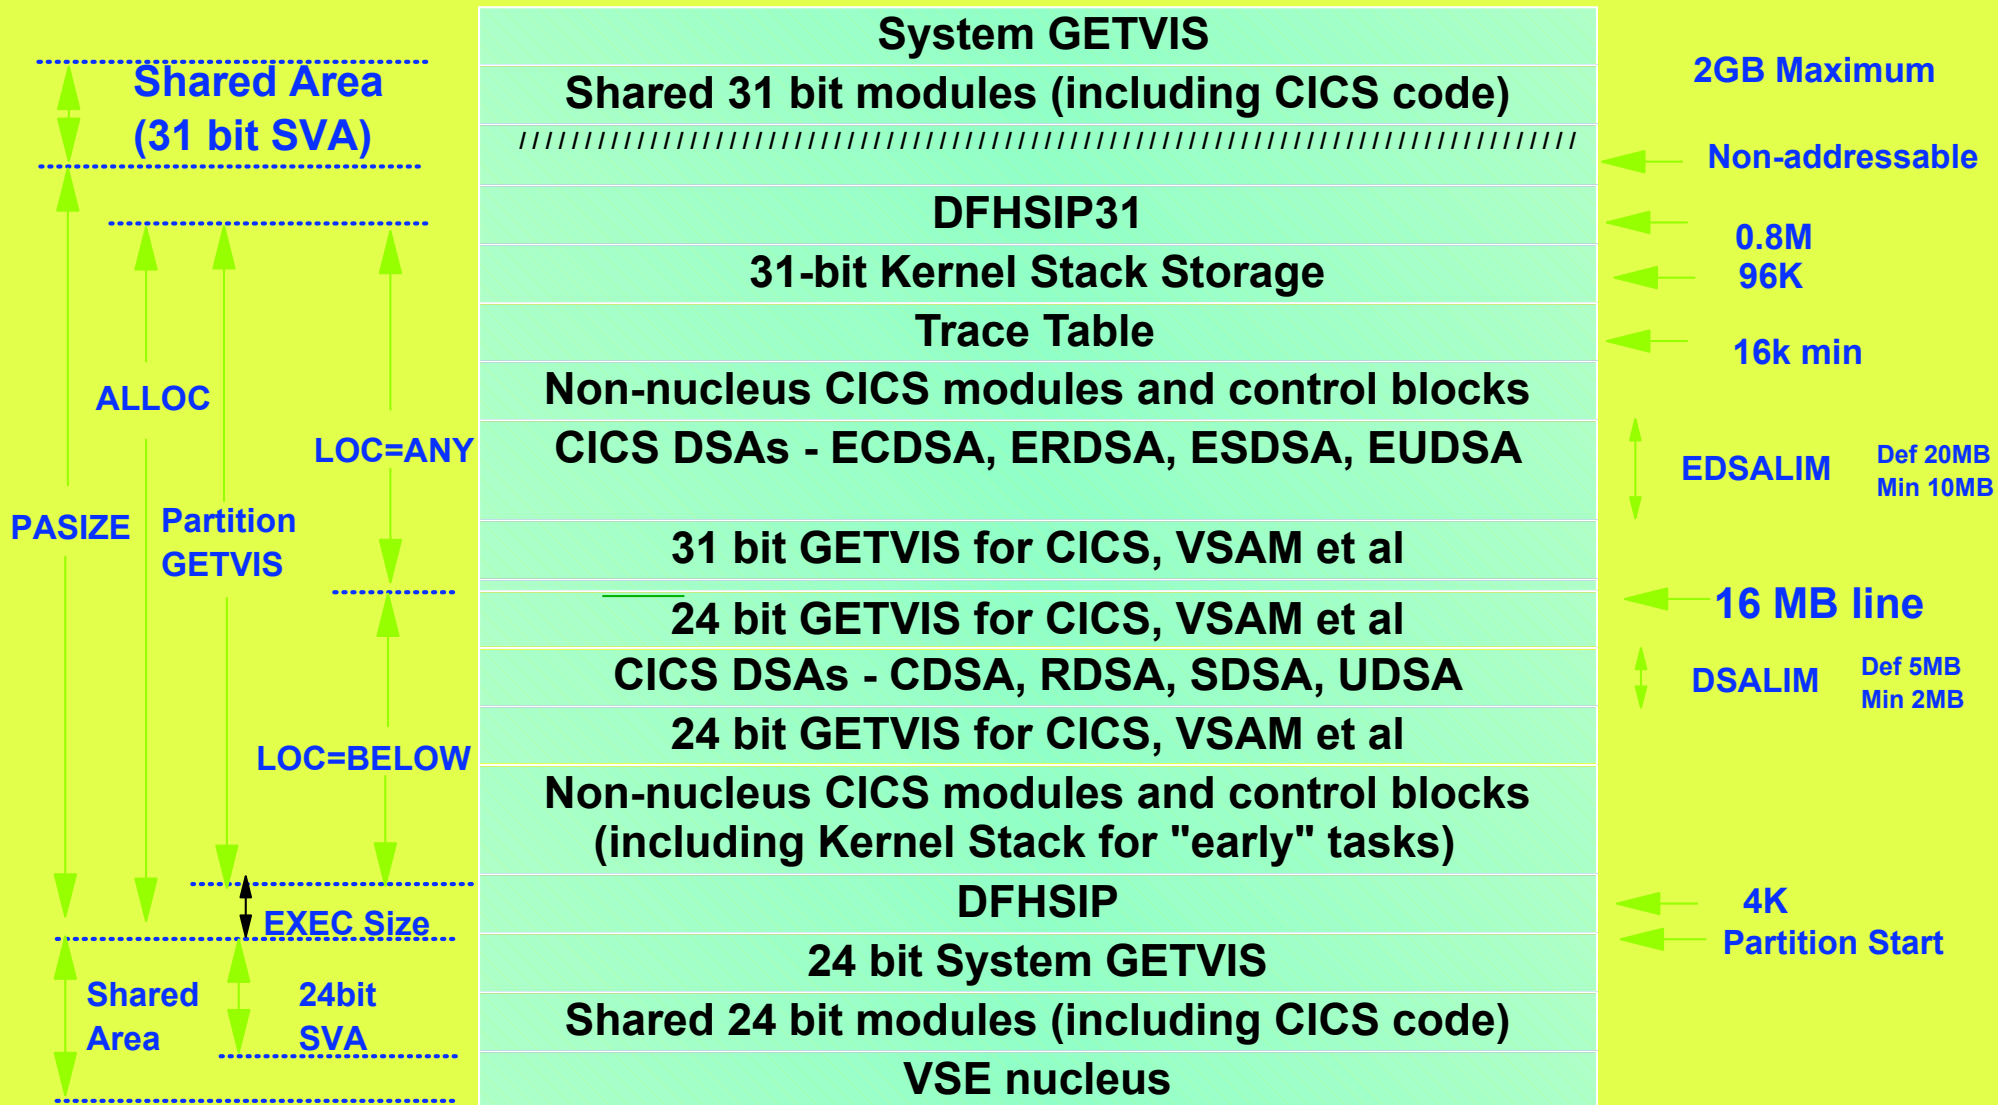 System GETVIS
Shared Area
(31 bit SVA)
Shared 31 bit modules (including CICS code)
2GB Maximum
////////////////////////////////////////////////////////////////////////////////
Non-addressable
DFHSIP31
0.8M
31-bit Kernel Stack Storage
96K
Trace Table
16k min
Non-nucleus CICS modules and control blocks
ALLOC
LOC=ANY
CICS DSAs - ECDSA, ERDSA, ESDSA, EUDSA
EDSALIM
Def 20MB
Min 10MB
PASIZE
Partition
GETVIS
31 bit GETVIS for CICS, VSAM et al
16 MB line
24 bit GETVIS for CICS, VSAM et al
CICS DSAs - CDSA, RDSA, SDSA, UDSA
DSALIM
Def 5MB
Min 2MB
24 bit GETVIS for CICS, VSAM et al
LOC=BELOW
Non-nucleus CICS modules and control blocks
(including Kernel Stack for "early" tasks)
DFHSIP
4K
EXEC Size
Partition Start
24 bit System GETVIS
Shared
Area
24bit
SVA
Shared 24 bit modules (including CICS code)
VSE nucleus